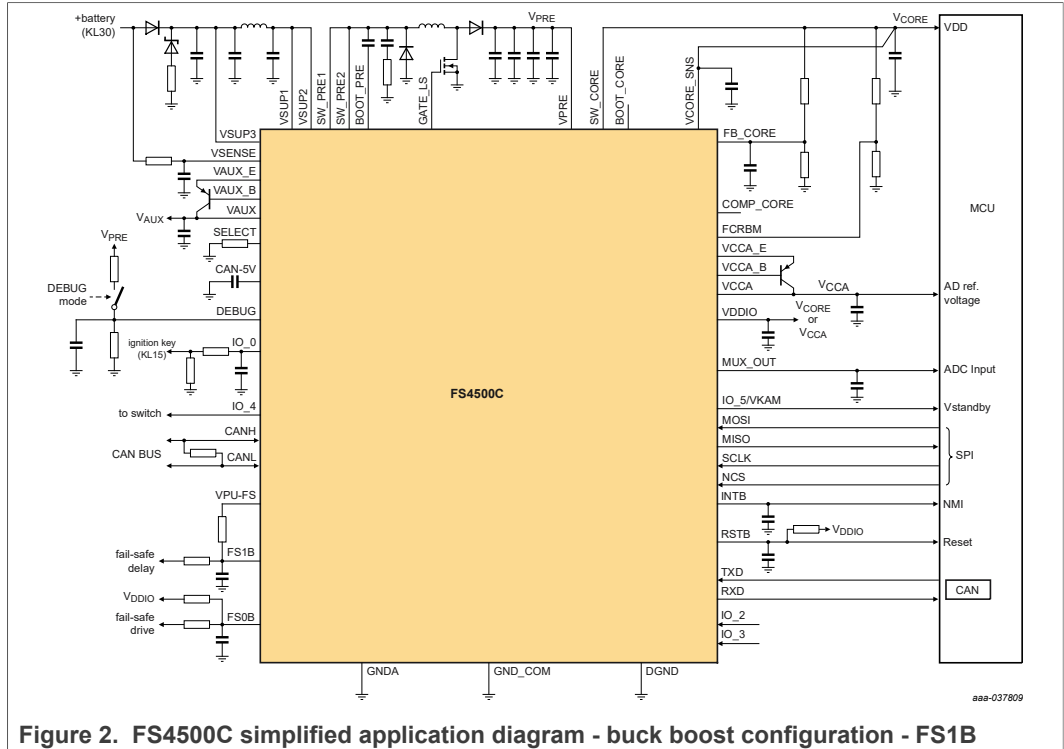 +battery
(KL30)
VPRE
VCORE
VDD
VSUP1
VSUP2
SW_PRE1
SW_PRE2
BOOT_PRE
GATE_LS
VPRE
SW_CORE
BOOT_CORE
VCORE_SNS
VSUP3
VSENSE
VAUX_E
VAUX_B
VAUX
VAUX
SELECT
VPRE
CAN-5V
DEBUG
mode
DEBUG
ignition key
(KL15)
IO_0
to switch
IO_4
CANH
CAN BUS
CANL
VPU-FS
fail-safe
delay
FS1B
VDDIO
fail-safe
drive
FS0B
FS4500C
FB_CORE
COMP_CORE
FCRBM
VCCA_E
VCCA_B
VCCA
VCCA
VDDIO
VCORE
or
VCCA
MUX_OUT
IO_5/VKAM
MOSI
MISO
SCLK
NCS
INTB
RSTB
VDDIO
TXD
RXD
IO_2
IO_3
MCU
AD ref.
voltage
ADC Input
Vstandby
SPI
NMI
Reset
CAN
GNDA
GND_COM
DGND
aaa-037809
Figure 2. FS4500C simplified application diagram - buck boost configuration - FS1B